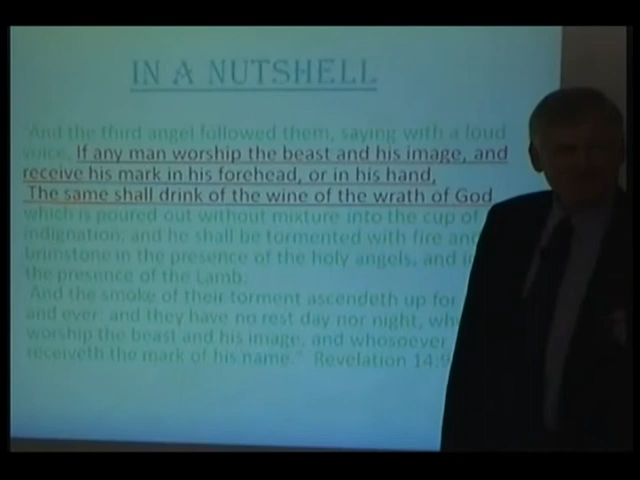 IN A NUTSHELL
"And the third angel followed them, saying with a loud
voice, If any man worship the beast and his image, and
receive his mark in his forehead, or in his hand,
The same shall drink of the wine of the wrath of God
which is poured out without mixture into the cup of
indignation; and he shall be tormented with fire and
brimstone in the presence of the holy angels, and in
the presence of the Lamb:
And the smoke of their torment ascendeth up for
and ever: and they have no rest day nor night, who
worship the beast and his image, and whosoever
receiveth the mark of his name." Revelation 14:9